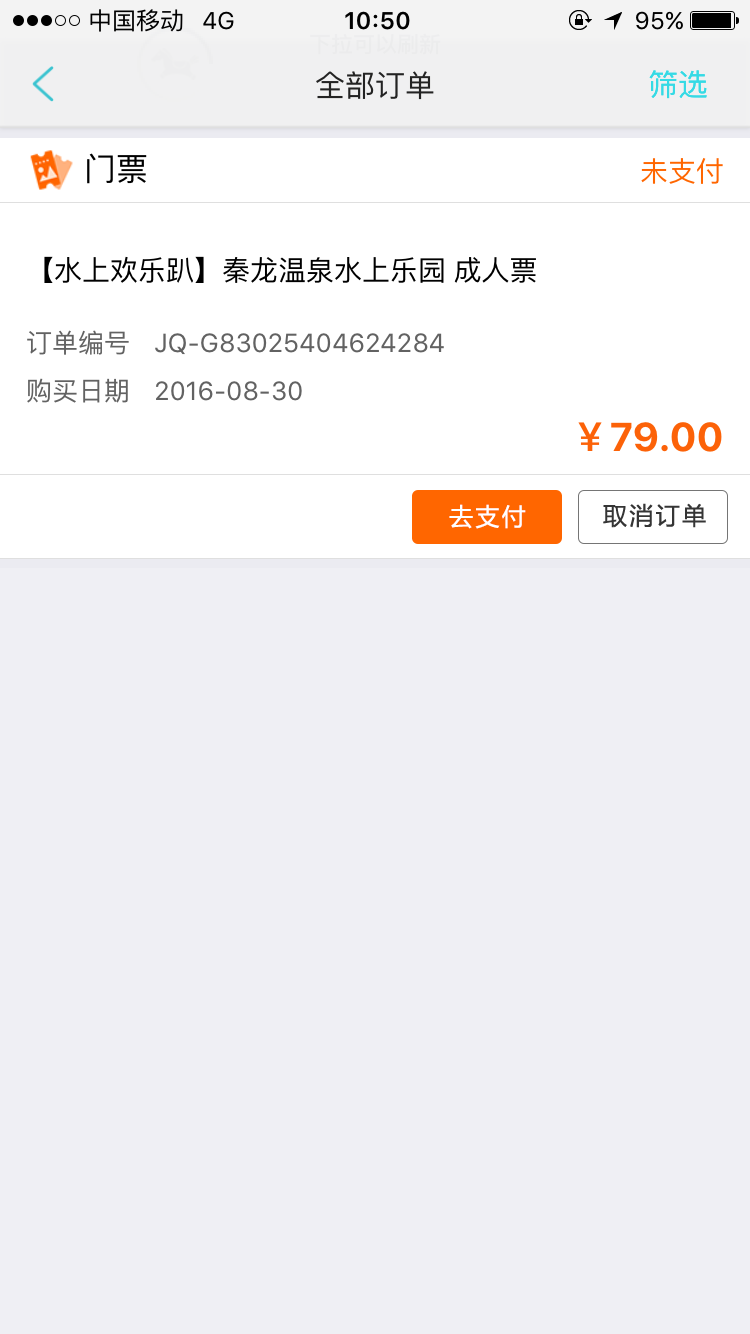 中国移动 4G 10:50 95%
下拉可以刷新
全部订单 筛选
门票 未支付
【水上欢乐趴】秦龙温泉水上乐园 成人票
订单编号 JQ-G83025404624284
购买日期 2016-08-30
¥79.00
去支付 取消订单